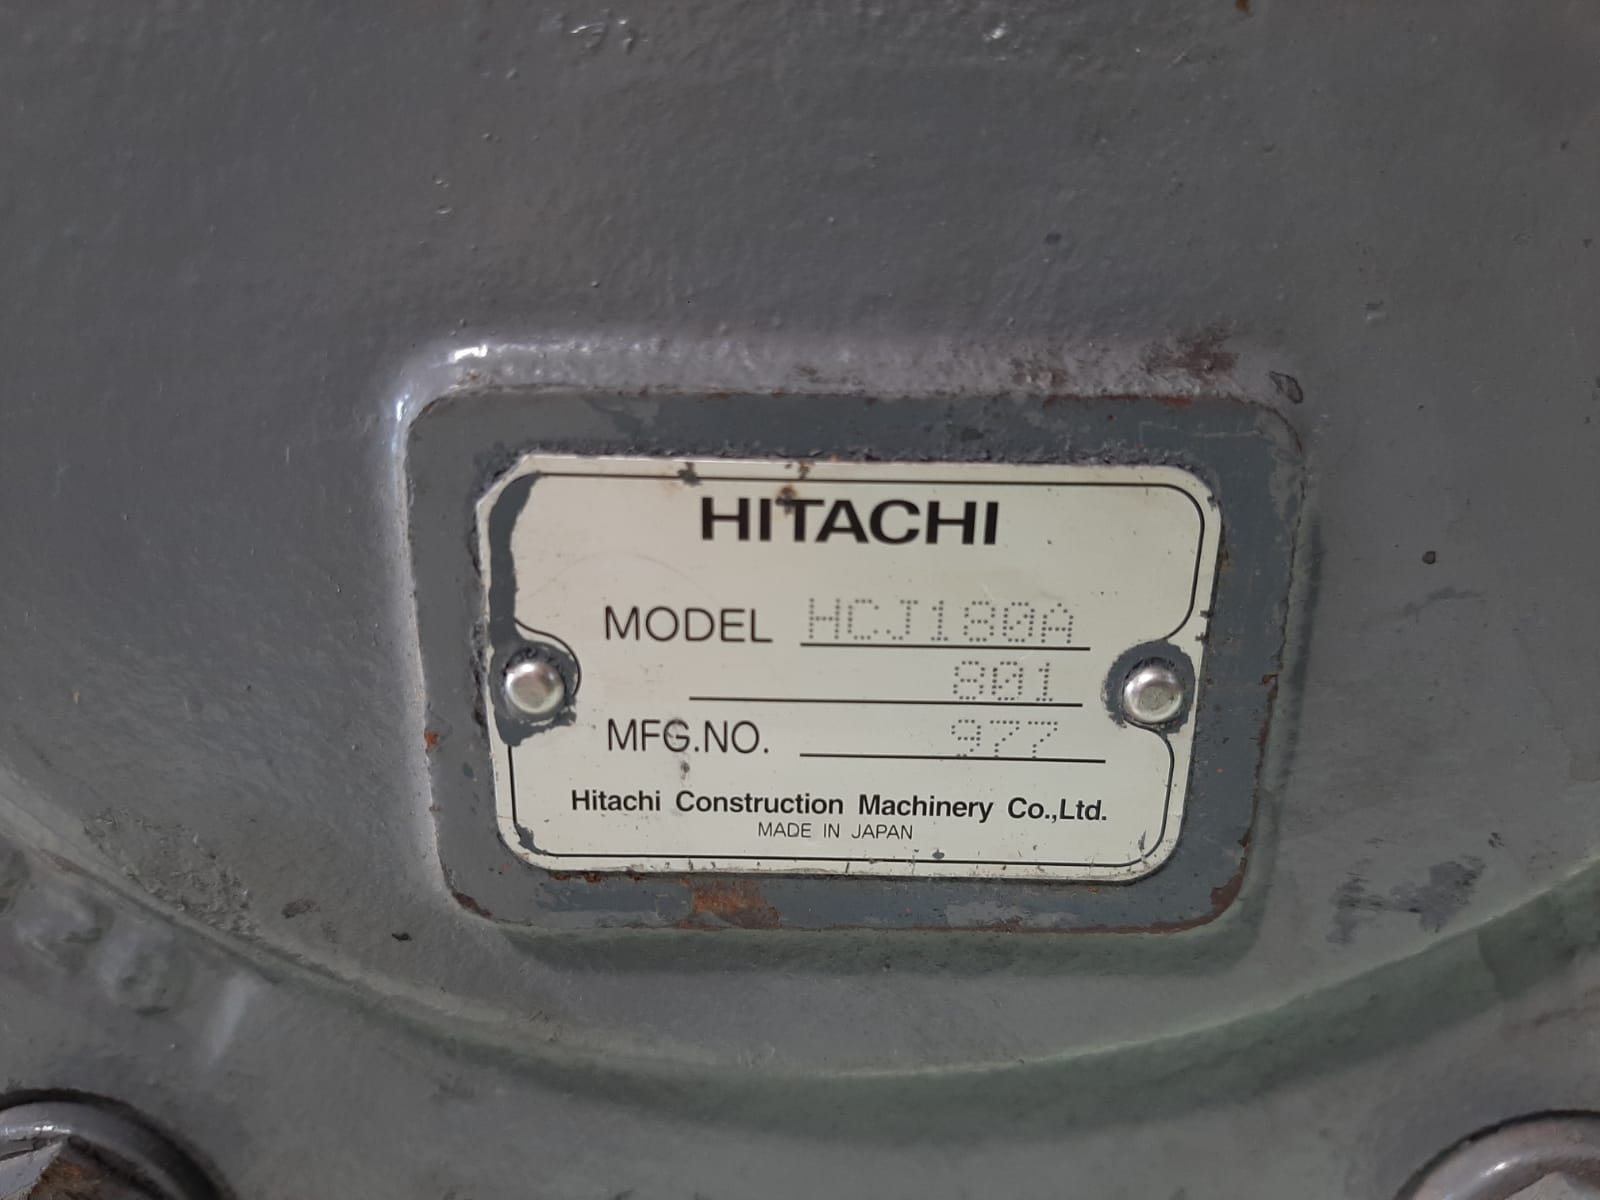 HITACHI
MODEL HCJ180A
801
MFG.NO. 977
Hitachi Construction Machinery Co.,Ltd.
MADE IN JAPAN